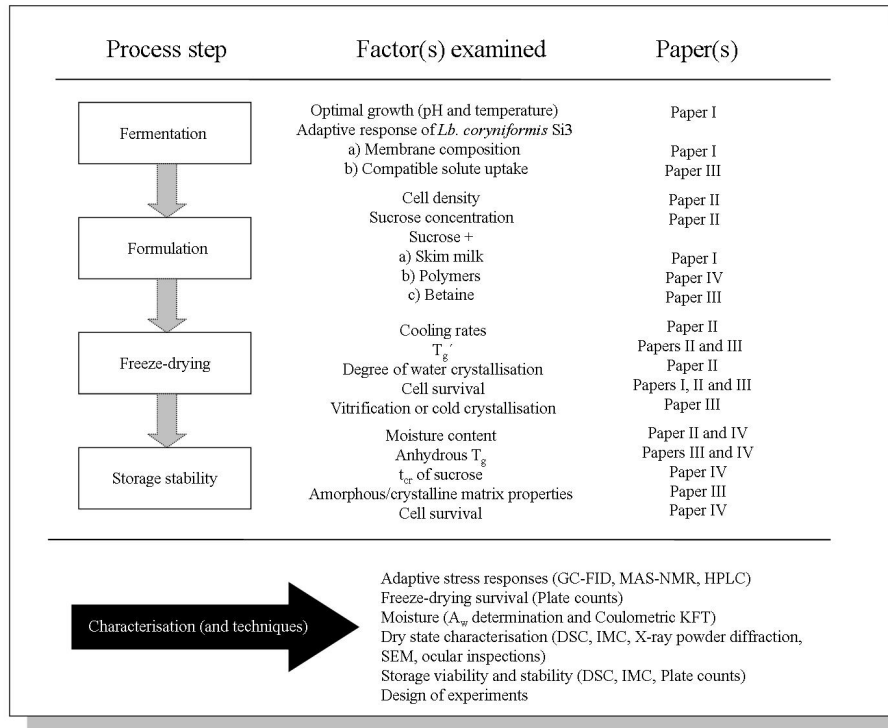 Process step Factor(s) examined Paper(s)
Fermentation
Optimal growth (pH and temperature) Paper I
Adaptive response of Lb. coryniformis Si3
a) Membrane composition Paper I
b) Compatible solute uptake Paper III
Formulation
Cell density Paper II
Sucrose concentration Paper II
Sucrose +
a) Skim milk Paper I
b) Polymers Paper IV
c) Betaine Paper III
Freeze-drying
Cooling rates Paper II
Tg´ Papers II and III
Degree of water crystallisation Paper II
Cell survival Papers I, II and III
Vitrification or cold crystallisation Paper III
Storage stability
Moisture content Paper II and IV
Anhydrous Tg Papers III and IV
tcr of sucrose Paper IV
Amorphous/crystalline matrix properties Paper III
Cell survival Paper IV
Characterisation (and techniques)
Adaptive stress responses (GC-FID, MAS-NMR, HPLC)
Freeze-drying survival (Plate counts)
Moisture (Aw determination and Coulometric KFT)
Dry state characterisation (DSC, IMC, X-ray powder diffraction,
SEM, ocular inspections)
Storage viability and stability (DSC, IMC, Plate counts)
Design of experiments